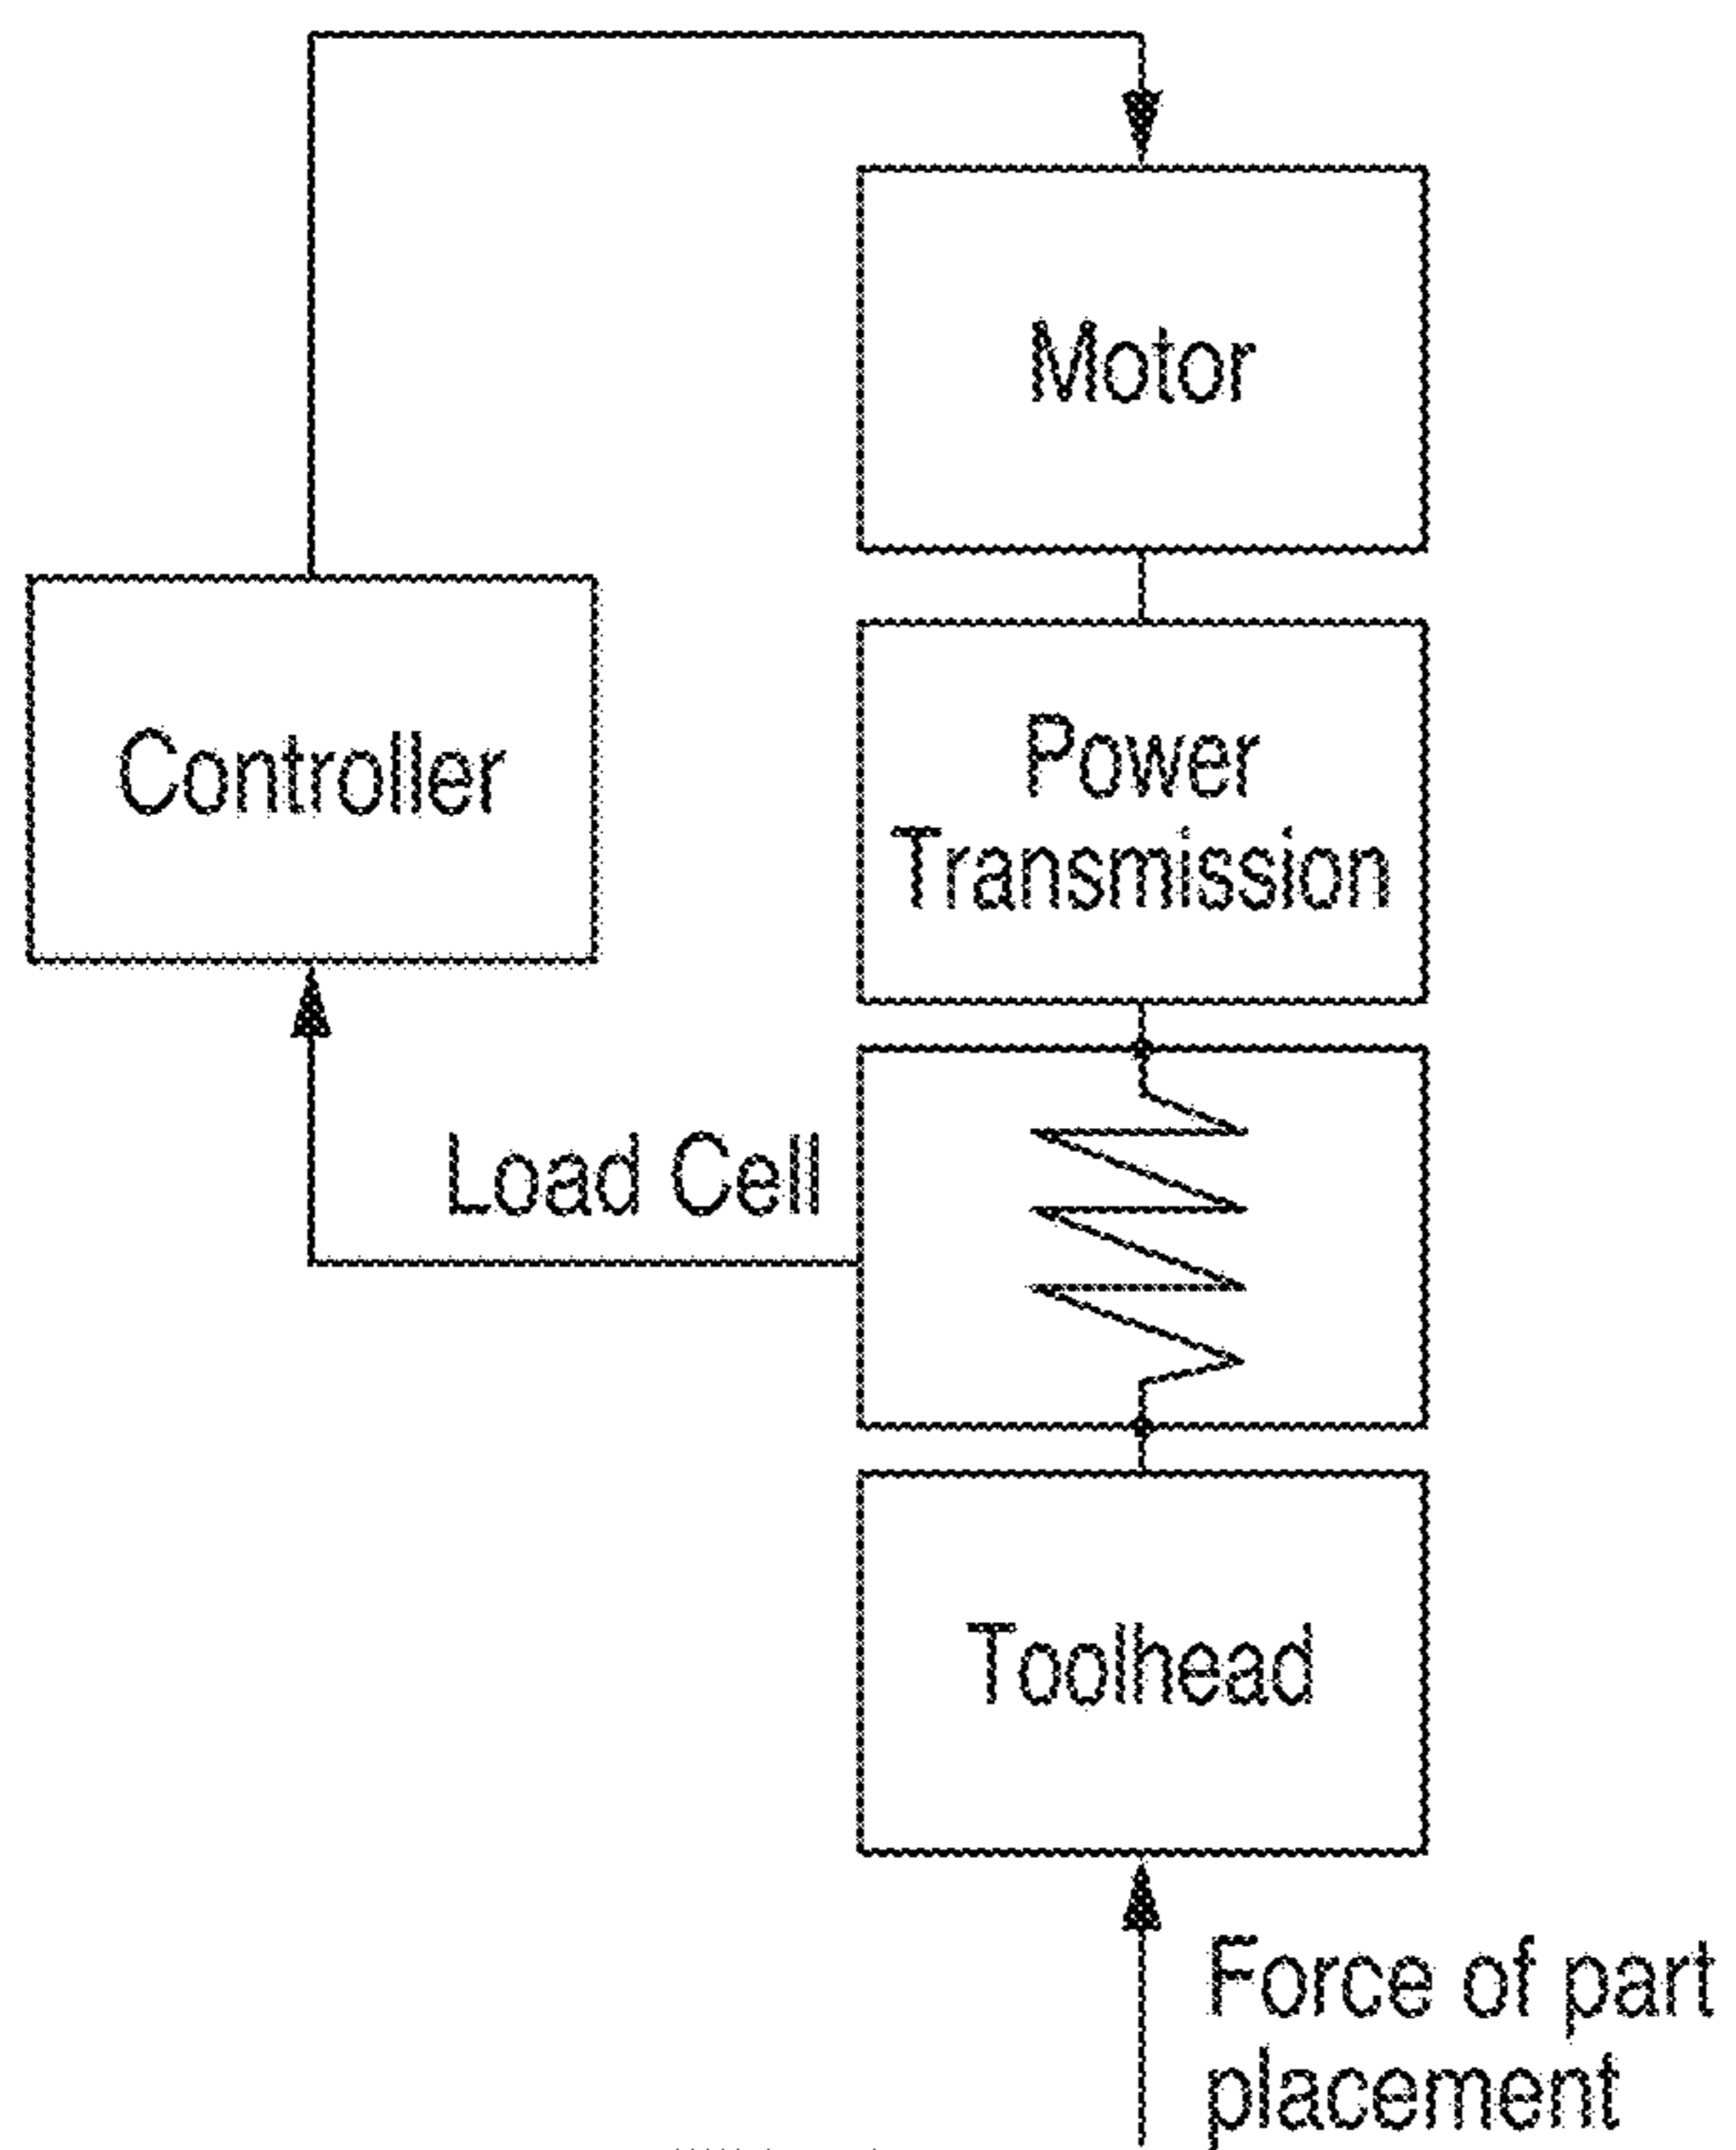 Motor
Controller
Power
Transmission
Load Cell
Toolhead
Force of part
placement